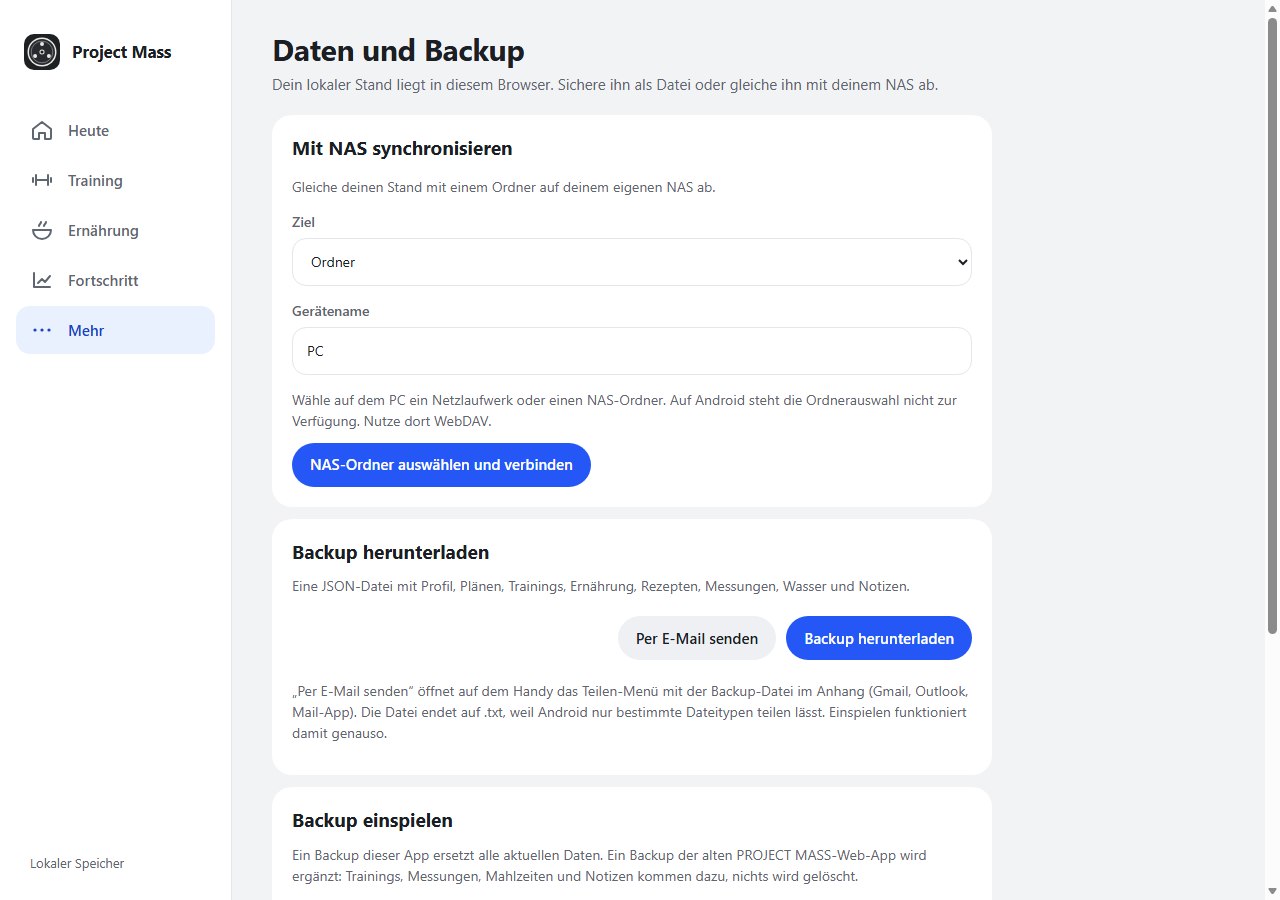 Project Mass
Heute
Training
Ernährung
Fortschritt
Mehr
Lokaler Speicher
Daten und Backup
Dein lokaler Stand liegt in diesem Browser. Sichere ihn als Datei oder gleiche ihn mit deinem NAS ab.
Mit NAS synchronisieren
Gleiche deinen Stand mit einem Ordner auf deinem eigenen NAS ab.
Ziel
Ordner
Gerätename
PC
Wähle auf dem PC ein Netzlaufwerk oder einen NAS-Ordner. Auf Android steht die Ordnerauswahl nicht zur
Verfügung. Nutze dort WebDAV.
NAS-Ordner auswählen und verbinden
Backup herunterladen
Eine JSON-Datei mit Profil, Plänen, Trainings, Ernährung, Rezepten, Messungen, Wasser und Notizen.
Per E-Mail senden
Backup herunterladen
„Per E-Mail senden“ öffnet auf dem Handy das Teilen-Menü mit der Backup-Datei im Anhang (Gmail, Outlook,
Mail-App). Die Datei endet auf .txt, weil Android nur bestimmte Dateitypen teilen lässt. Einspielen funktioniert
damit genauso.
Backup einspielen
Ein Backup dieser App ersetzt alle aktuellen Daten. Ein Backup der alten PROJECT MASS-Web-App wird
ergänzt: Trainings, Messungen, Mahlzeiten und Notizen kommen dazu, nichts wird gelöscht.